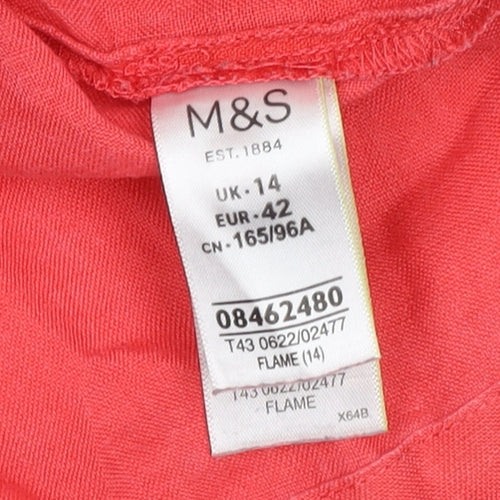 M&S
EST. 1884
UK - 14
EUR - 42
CN - 165/96A
08462480
T43 0622/02477
FLAME (14)
T43 0622/02477
FLAME
X64B